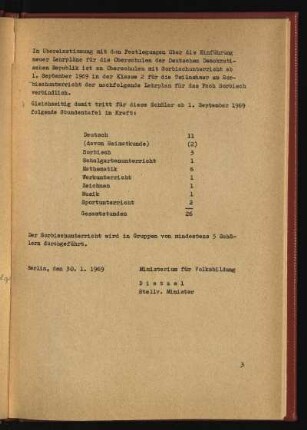 In Übereinstimmung mit den Festlegungen über die Einführung
neuer Lehrpläne für die Oberschulen der Deutschen Demokrati-
schen Republik ist an Oberschulen mit Sorbischunterricht ab
1. September 1969 in der Klasse 2 für die Teilnehmer am Sor-
bischunterricht der nachfolgende Lehrplan für das Fach Sorbisch
verbindlich.
Gleichzeitig damit tritt für diese Schüler ab 1. September 1969
folgende Stundentafel in Kraft:
Deutsch 11
(davon Heimatkunde) (2)
Sorbisch 3
Schulgartenunterricht 1
Mathematik 6
Werkunterricht 1
Zeichnen 1
Musik 1
Sportunterricht 2
Gesamtstunden 26
Der Sorbischunterricht wird in Gruppen von mindestens 5 Schü-
lern durchgeführt.
Berlin, den 30. 1. 1969 Ministerium für Volksbildung
D i e t z e l
Stellv. Minister
3